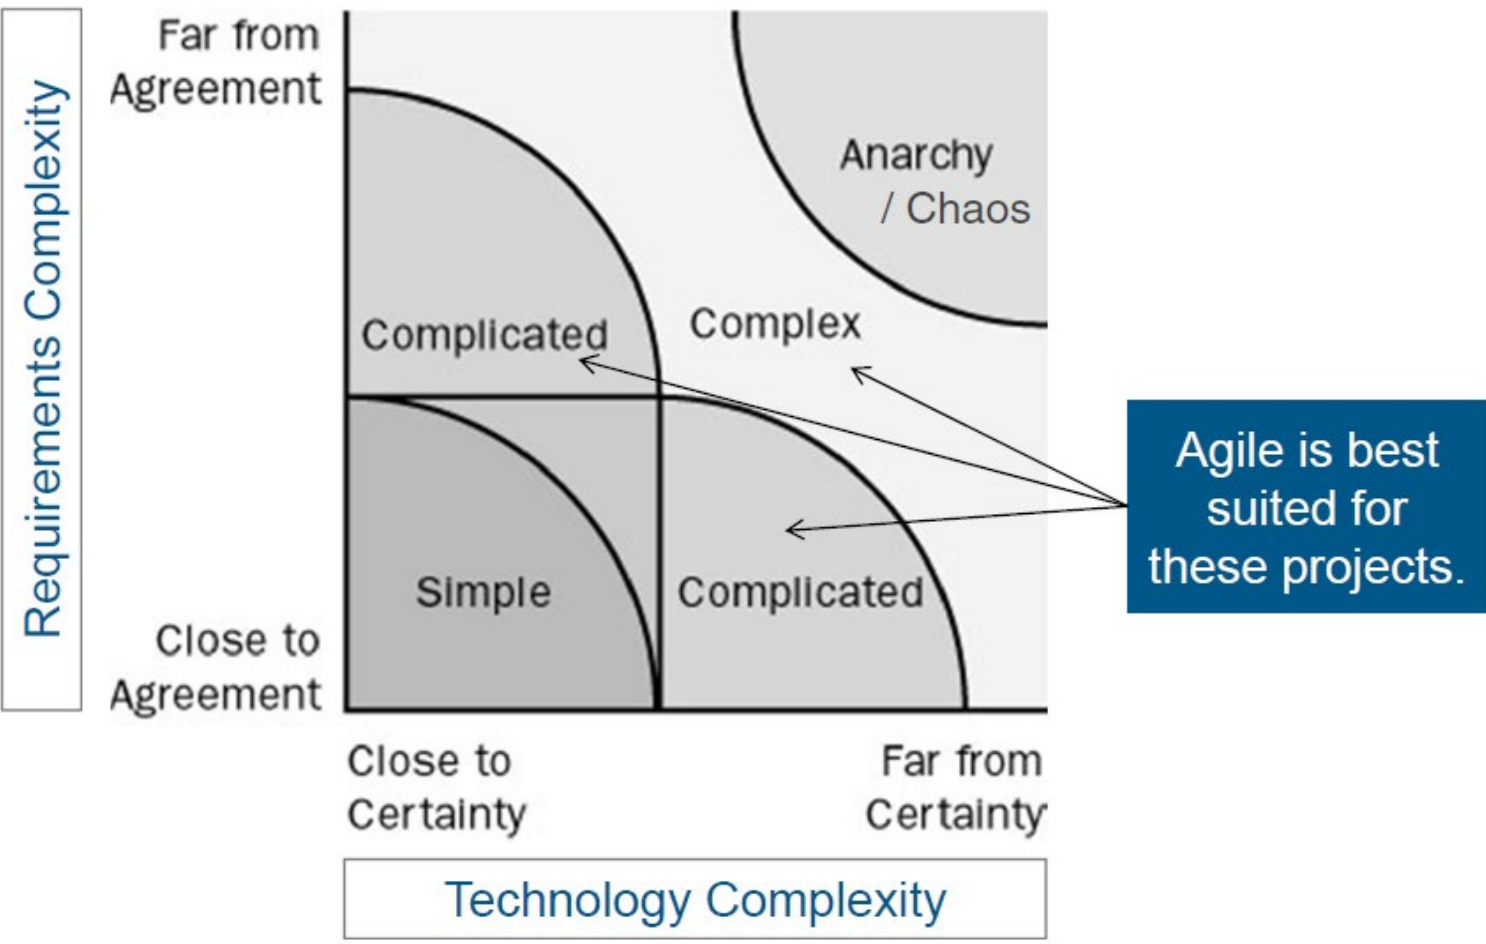 Requirements Complexity
Far from
Agreement
Anarchy
/ Chaos
Complicated
Complex
Agile is best
suited for
these projects.
Simple
Complicated
Close to
Agreement
Close to
Certainty
Far from
Certainty
Technology Complexity